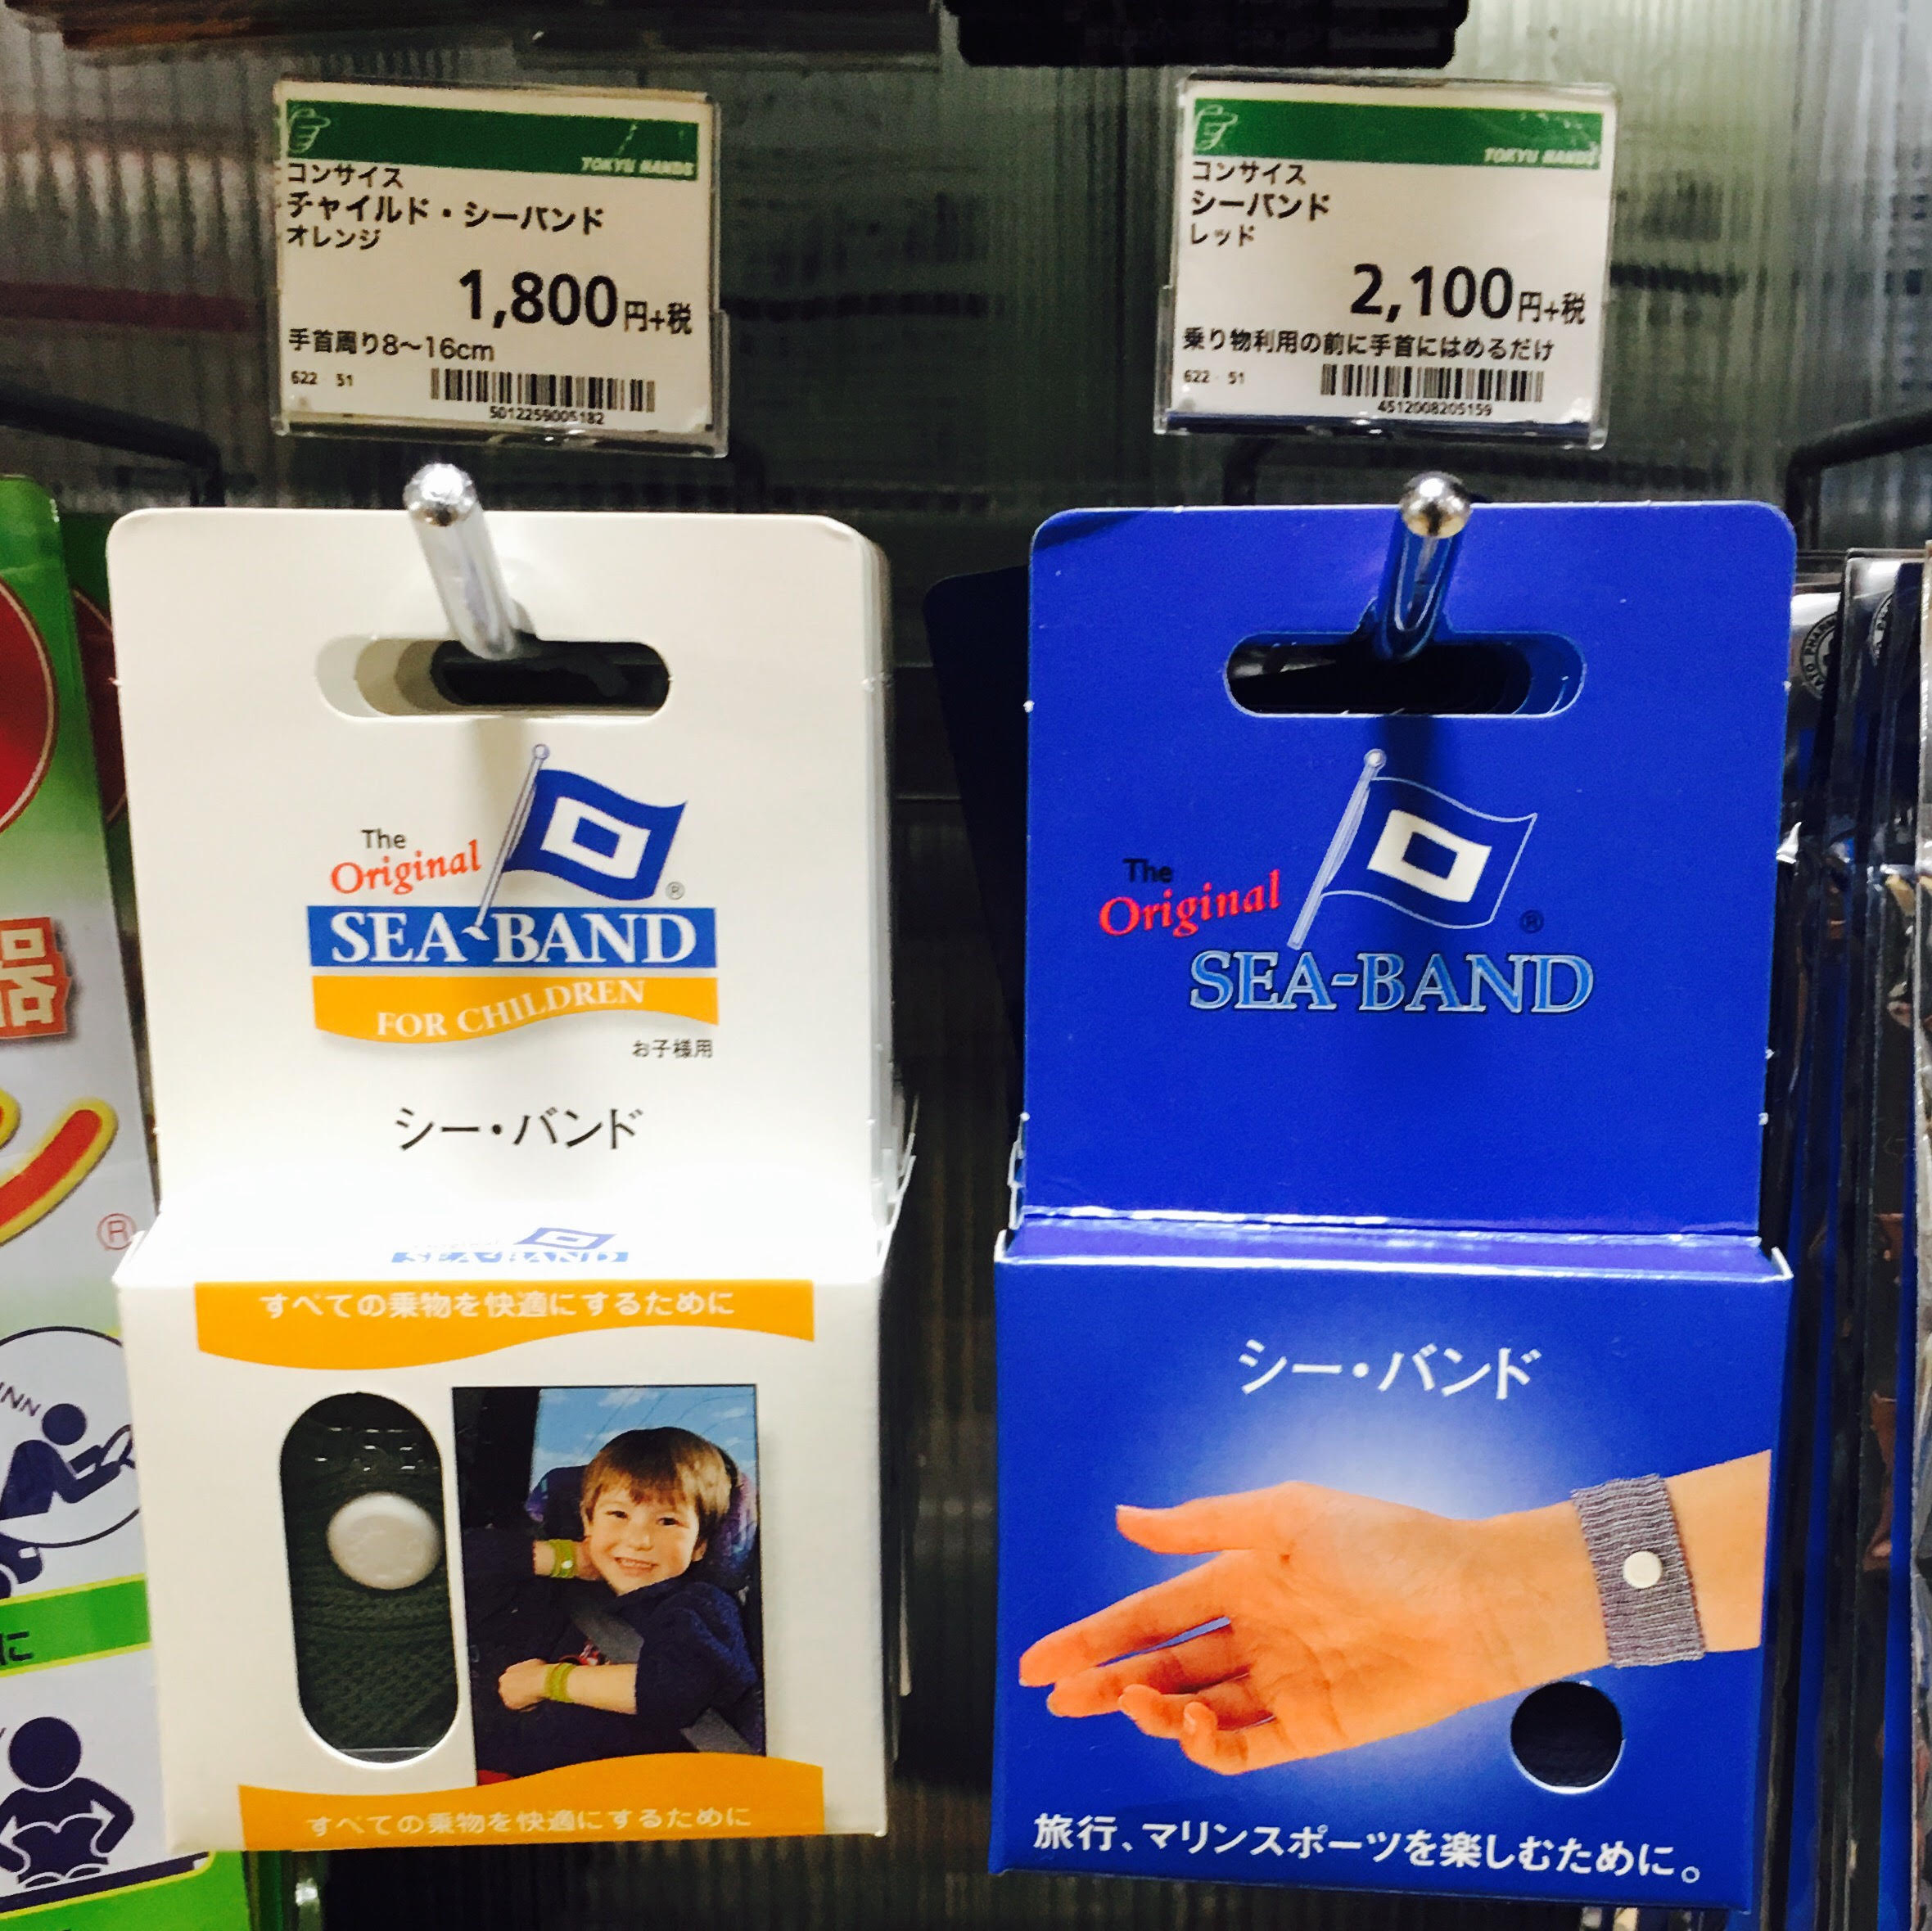 TOKYU HANDS
コンサイス
チャイルド・シーバンド
オレンジ
1,800円+税
手首周り8〜16cm
622 51
5012259005182
TOKYU HANDS
コンサイス
シーバンド
レッド
2,100円+税
乗り物利用の前に手首にはめるだけ
622 51
4512008205159
The
Original
®
SEA-BAND
FOR CHILDREN
お子様用
シー・バンド
SEA-BAND
すべての乗物を快適にするために
すべての乗物を快適にするために
The
Original
®
SEA-BAND
シー・バンド
旅行、マリンスポーツを楽しむために。
品
®
に